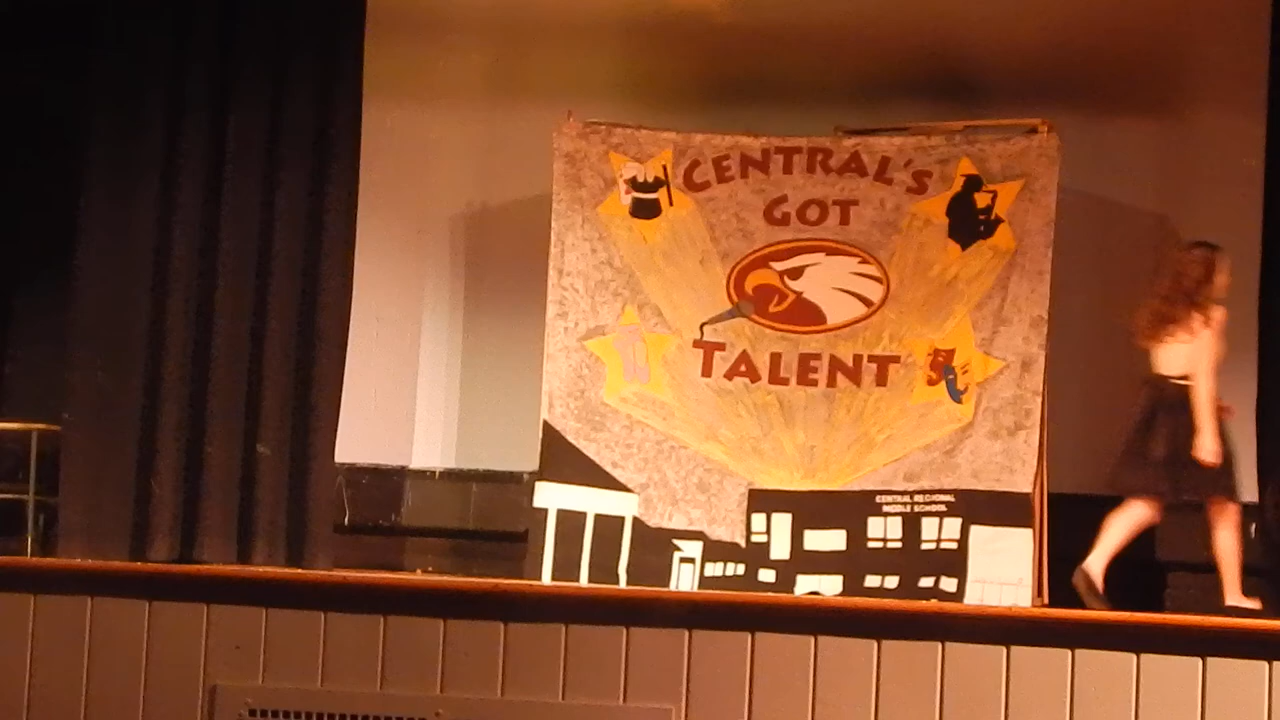 CENTRAL'S
GOT
TALENT
CENTRAL REGIONAL
MIDDLE SCHOOL